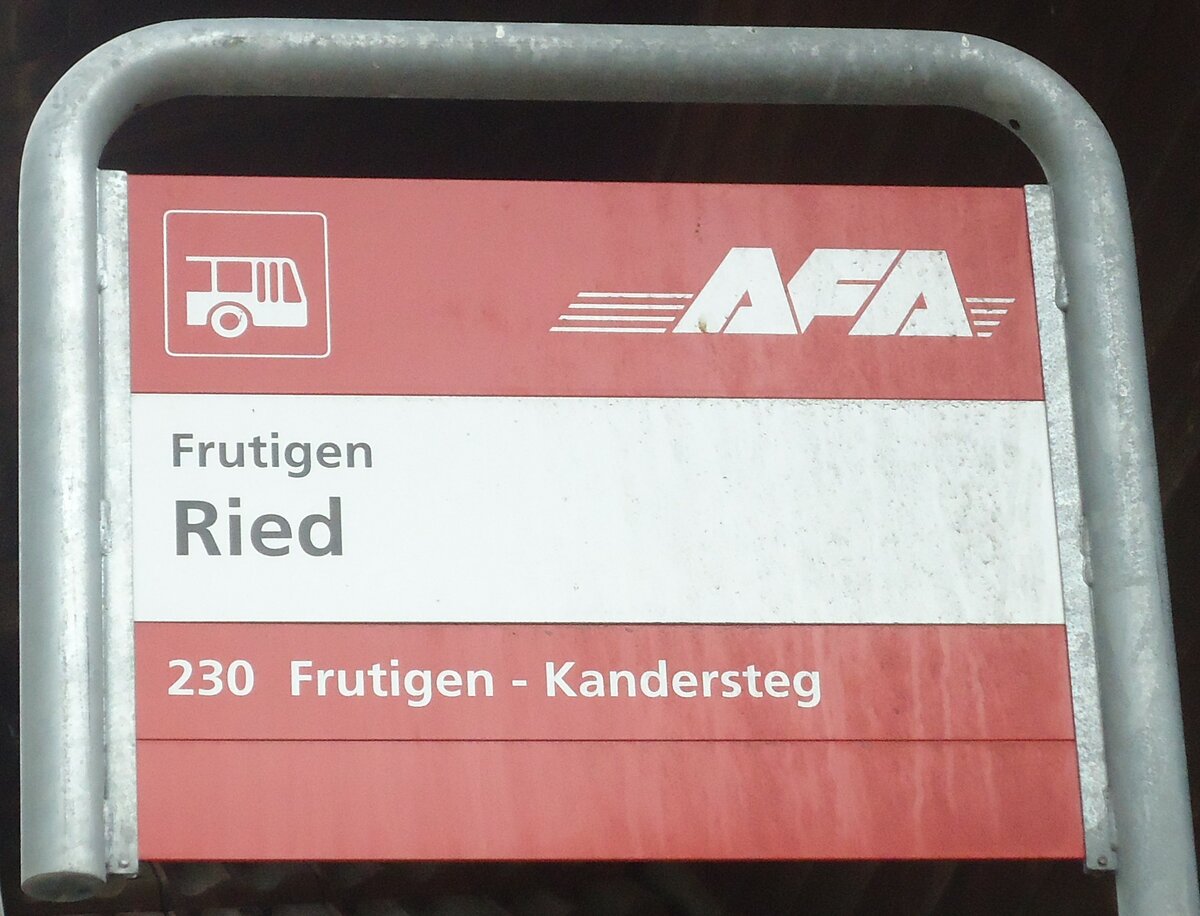 AFA
Frutigen
Ried
230 Frutigen - Kandersteg